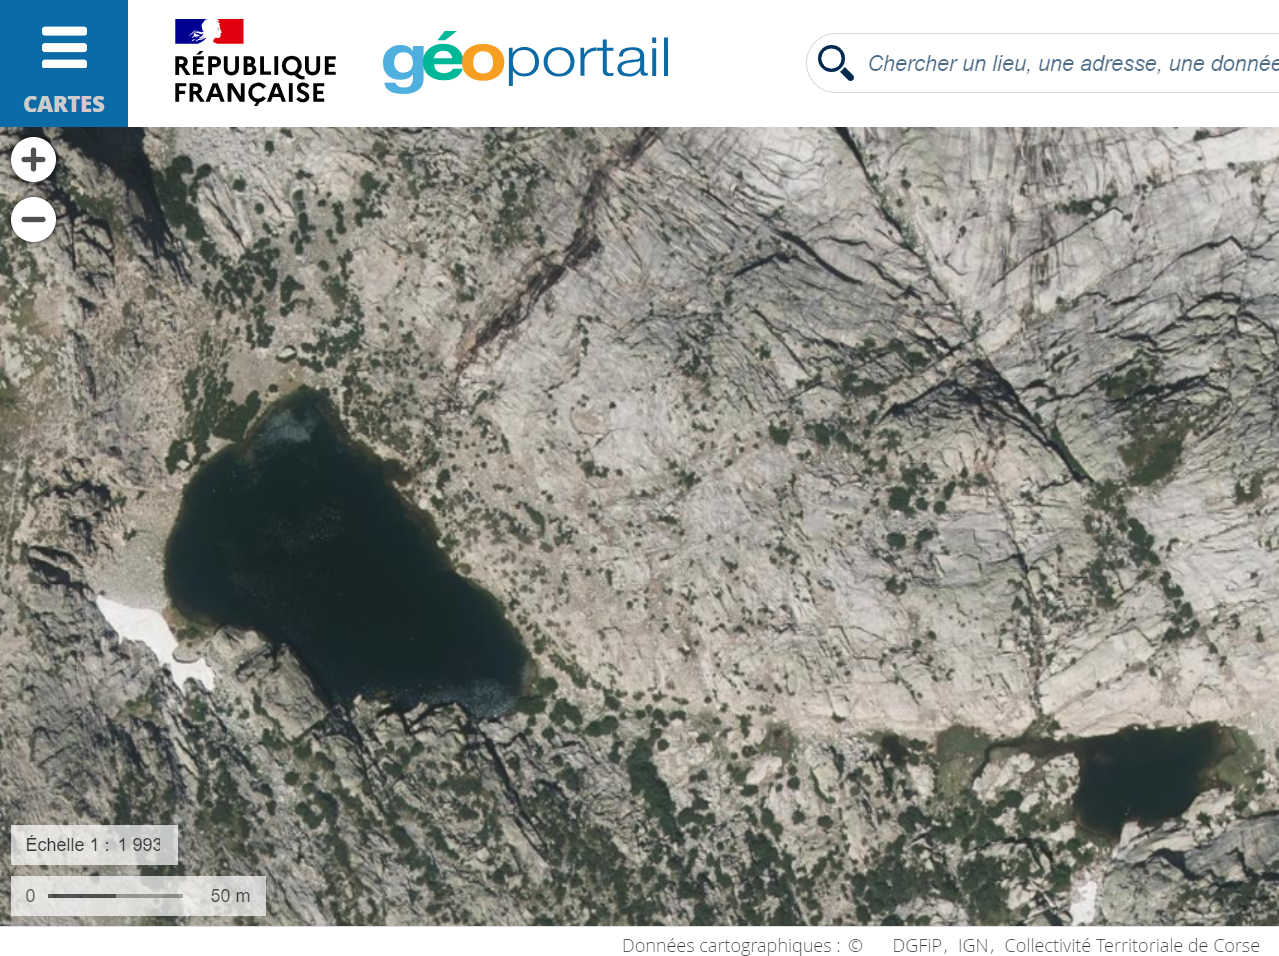 CARTES
RÉPUBLIQUE
FRANÇAISE
géoportail
Chercher un lieu, une adresse, une donnée
Échelle 1 : 1 993
0 50 m
Données cartographiques : © DGFiP, IGN, Collectivité Territoriale de Corse